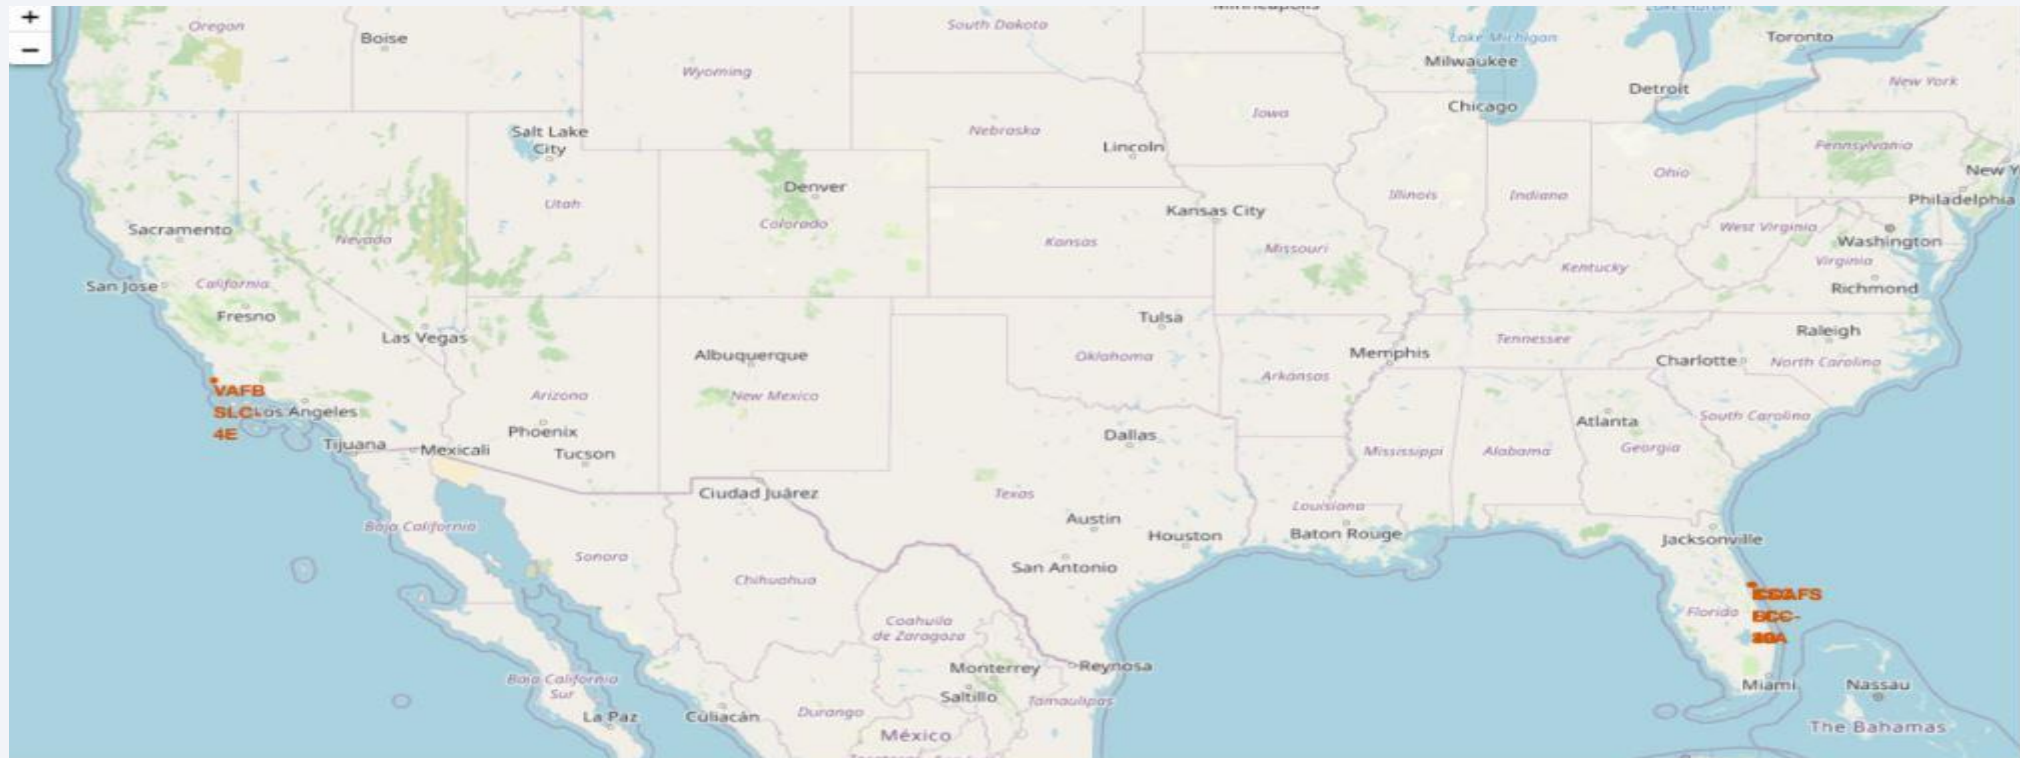 +
−
Oregon
Boise
South Dakota
Lake Michigan
Toronto
Milwaukee
Wyoming
Detroit
New York
Chicago
Iowa
Salt Lake
City
Nebraska
Lincoln
Pennsylvania
New Y
Ohio
Denver
Illinois
Indiana
Philadelphia
Utah
Kansas City
Colorado
Sacramento
Nevada
Kansas
Missouri
West Virginia
Washington
Virginia
Kentucky
San Jose
California
Richmond
Fresno
Tulsa
Las Vegas
Raleigh
Tennessee
Albuquerque
Oklahoma
Memphis
Charlotte
North Carolina
Arkansas
VAFB
SLC-
4E
Los Angeles
Arizona
New Mexico
South Carolina
Atlanta
Phoenix
Dallas
Tijuana
Mexicali
Tucson
Mississippi
Alabama
Georgia
Ciudad Juárez
Texas
Louisiana
Austin
Baja California
Houston
Baton Rouge
Jacksonville
Sonora
San Antonio
Chihuahua
Florida
Coahuila
de Zaragoza
Monterrey
Reynosa
Baja California
Sur
Saltillo
Tamaulipas
Miami
Nassau
La Paz
Culiacán
Durango
The Bahamas
México